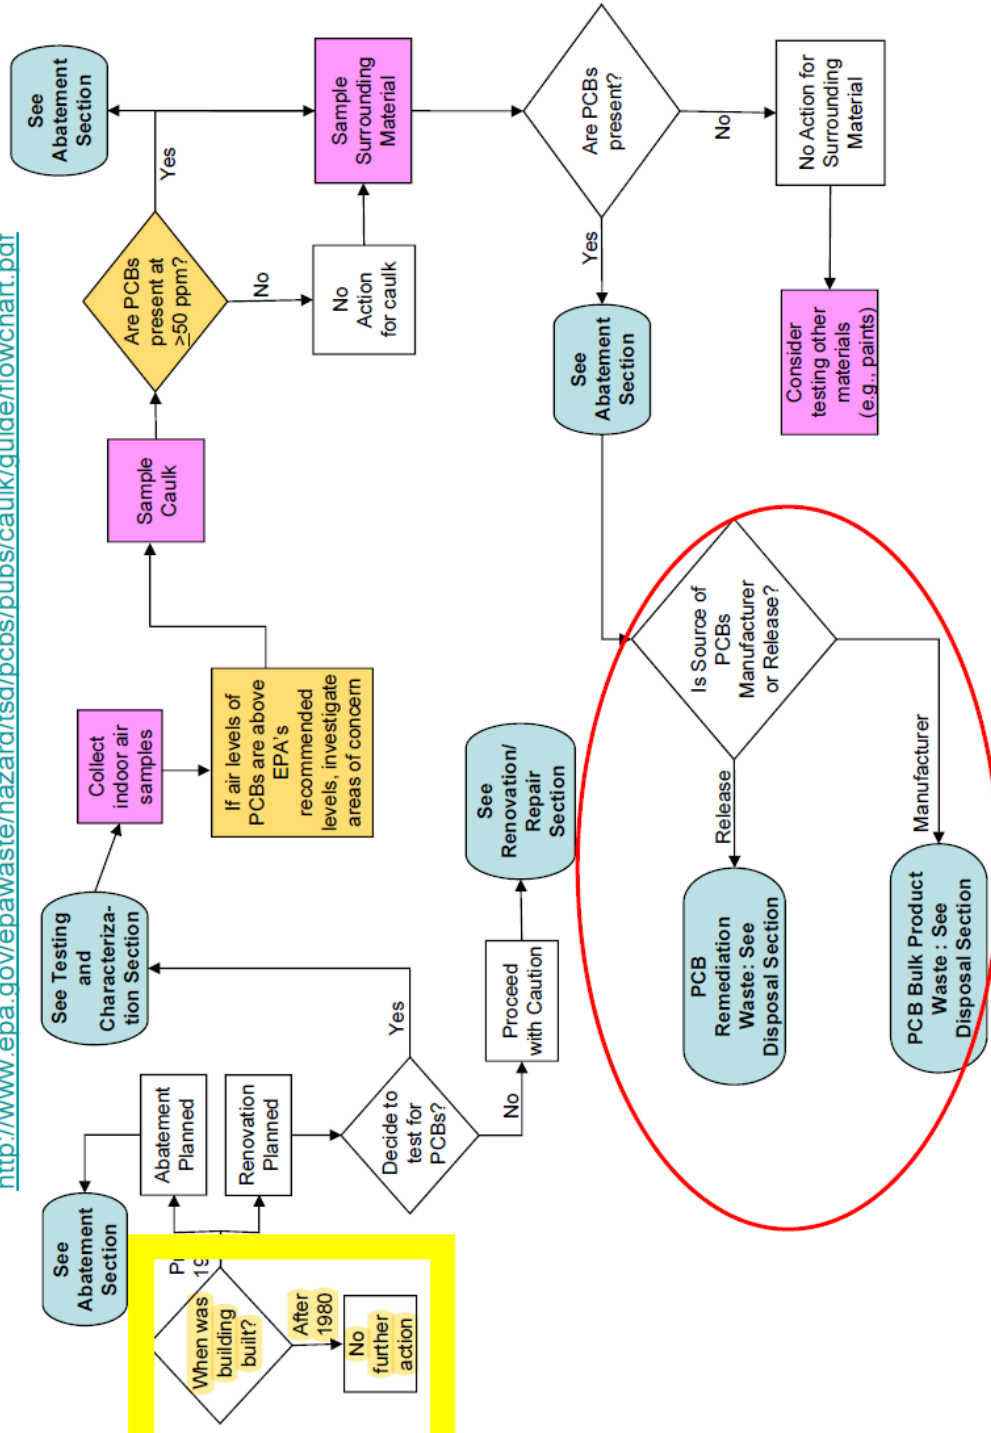 http://www.epa.gov/epawaste/hazard/tsd/pcbs/pubs/caulk/guide/flowchart.pdf
When was
building
built?
After
1980
No
further
action
See
Abatement
Section
Abatement
Planned
Renovation
Planned
Decide to
test for
PCBs?
Yes
No
Proceed
with Caution
See
Renovation/
Repair
Section
See Testing
and
Characteriza-
tion Section
Collect
indoor air
samples
If air levels of
PCBs are above
EPA's
recommended
levels, investigate
areas of concern
Sample
Caulk
Are PCBs
present at
≥50 ppm?
Yes
No
No
Action
for caulk
See
Abatement
Section
Sample
Surrounding
Material
Are PCBs
present?
Yes
No
No Action for
Surrounding
Material
Consider
testing other
materials
(e.g., paints)
See
Abatement
Section
Is Source of
PCBs
Manufacturer
or Release?
Release
Manufacturer
PCB
Remediation
Waste: See
Disposal Section
PCB Bulk Product
Waste : See
Disposal Section